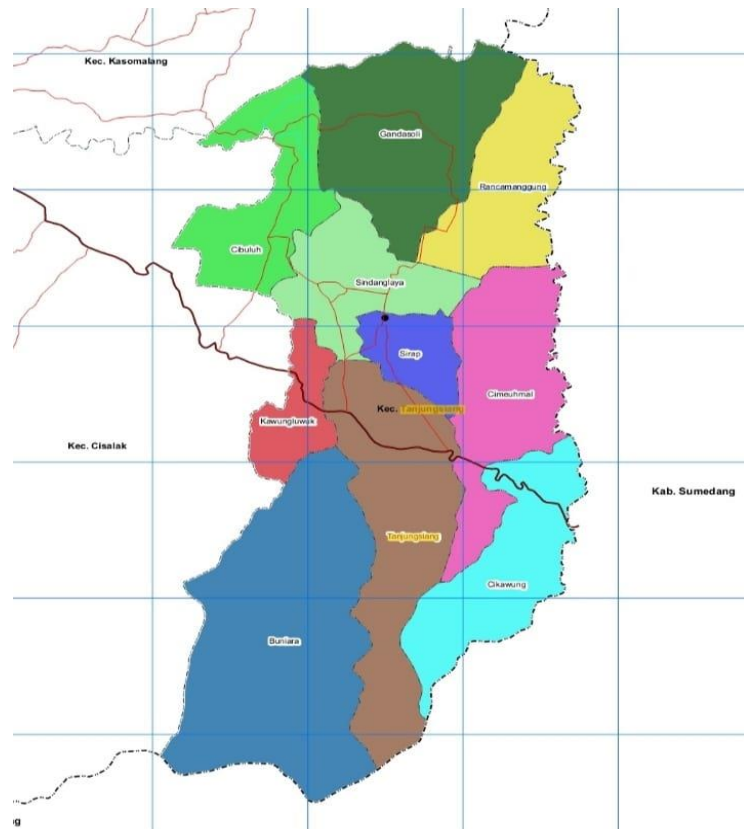 Kec. Kasomalang
Gandasoli
Rancamanggung
Cibuluh
Sindanglaya
Sirap
Cimeuhmal
Kec. Tanjungsiang
Kawungluwuk
Kec. Cisalak
Kab. Sumedang
Tanjungsiang
Cikawung
Buniara